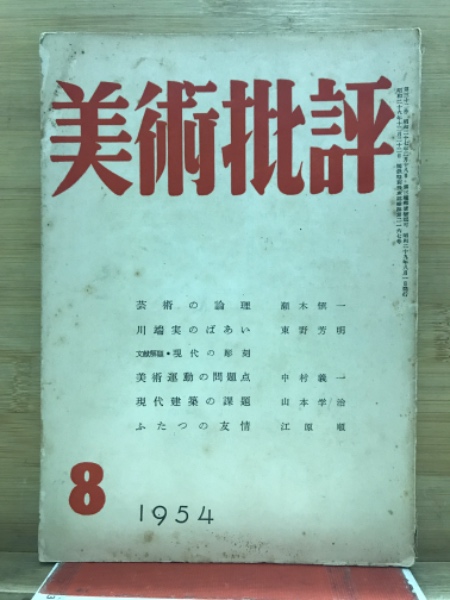 美術批評
芸術の論理 瀬木慎一
川端実のばあい 東野芳明
文献解題・現代の彫刻
美術運動の問題点 中村義一
現代建築の課題 山本学治
ふたつの友情 江原順
8
1954